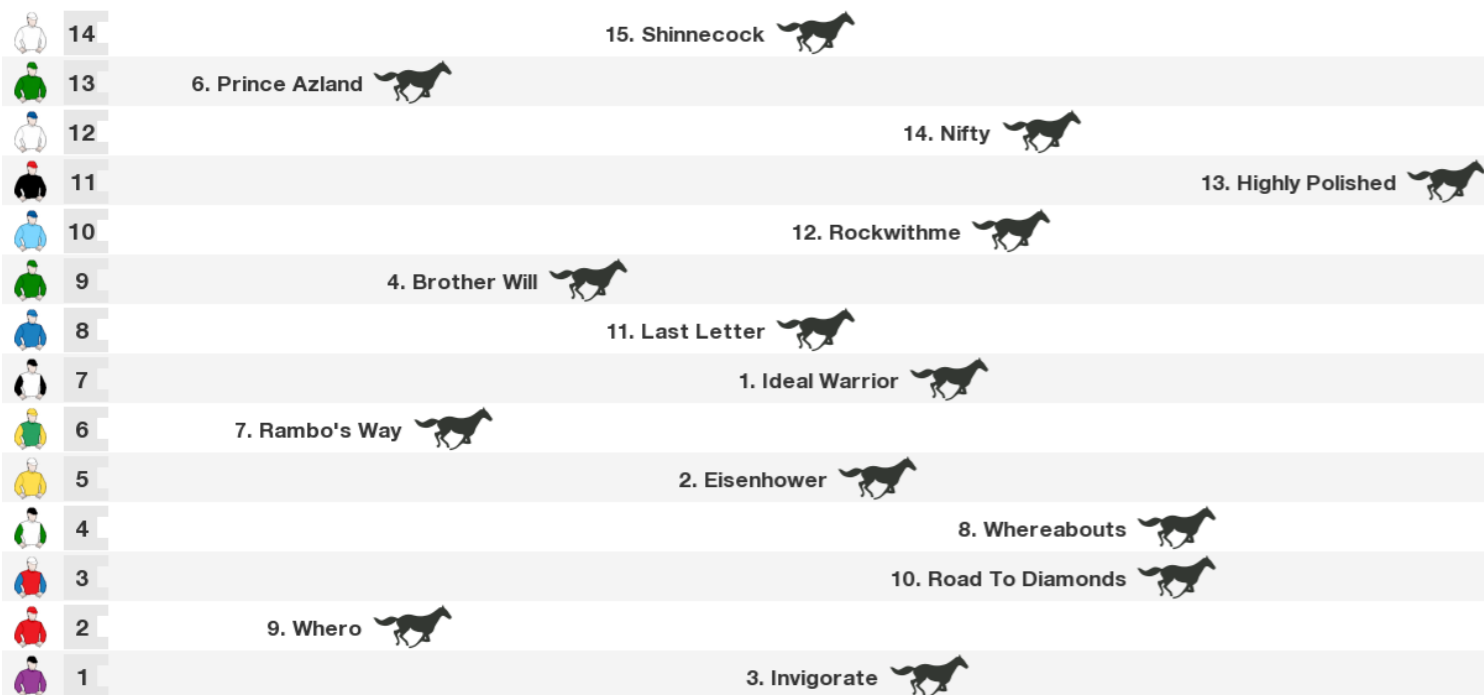 14 15. Shinnecock
13 6. Prince Azland
12 14. Nifty
11 13. Highly Polished
10 12. Rockwithme
9 4. Brother Will
8 11. Last Letter
7 1. Ideal Warrior
6 7. Rambo's Way
5 2. Eisenhower
4 8. Whereabouts
3 10. Road To Diamonds
2 9. Whero
1 3. Invigorate